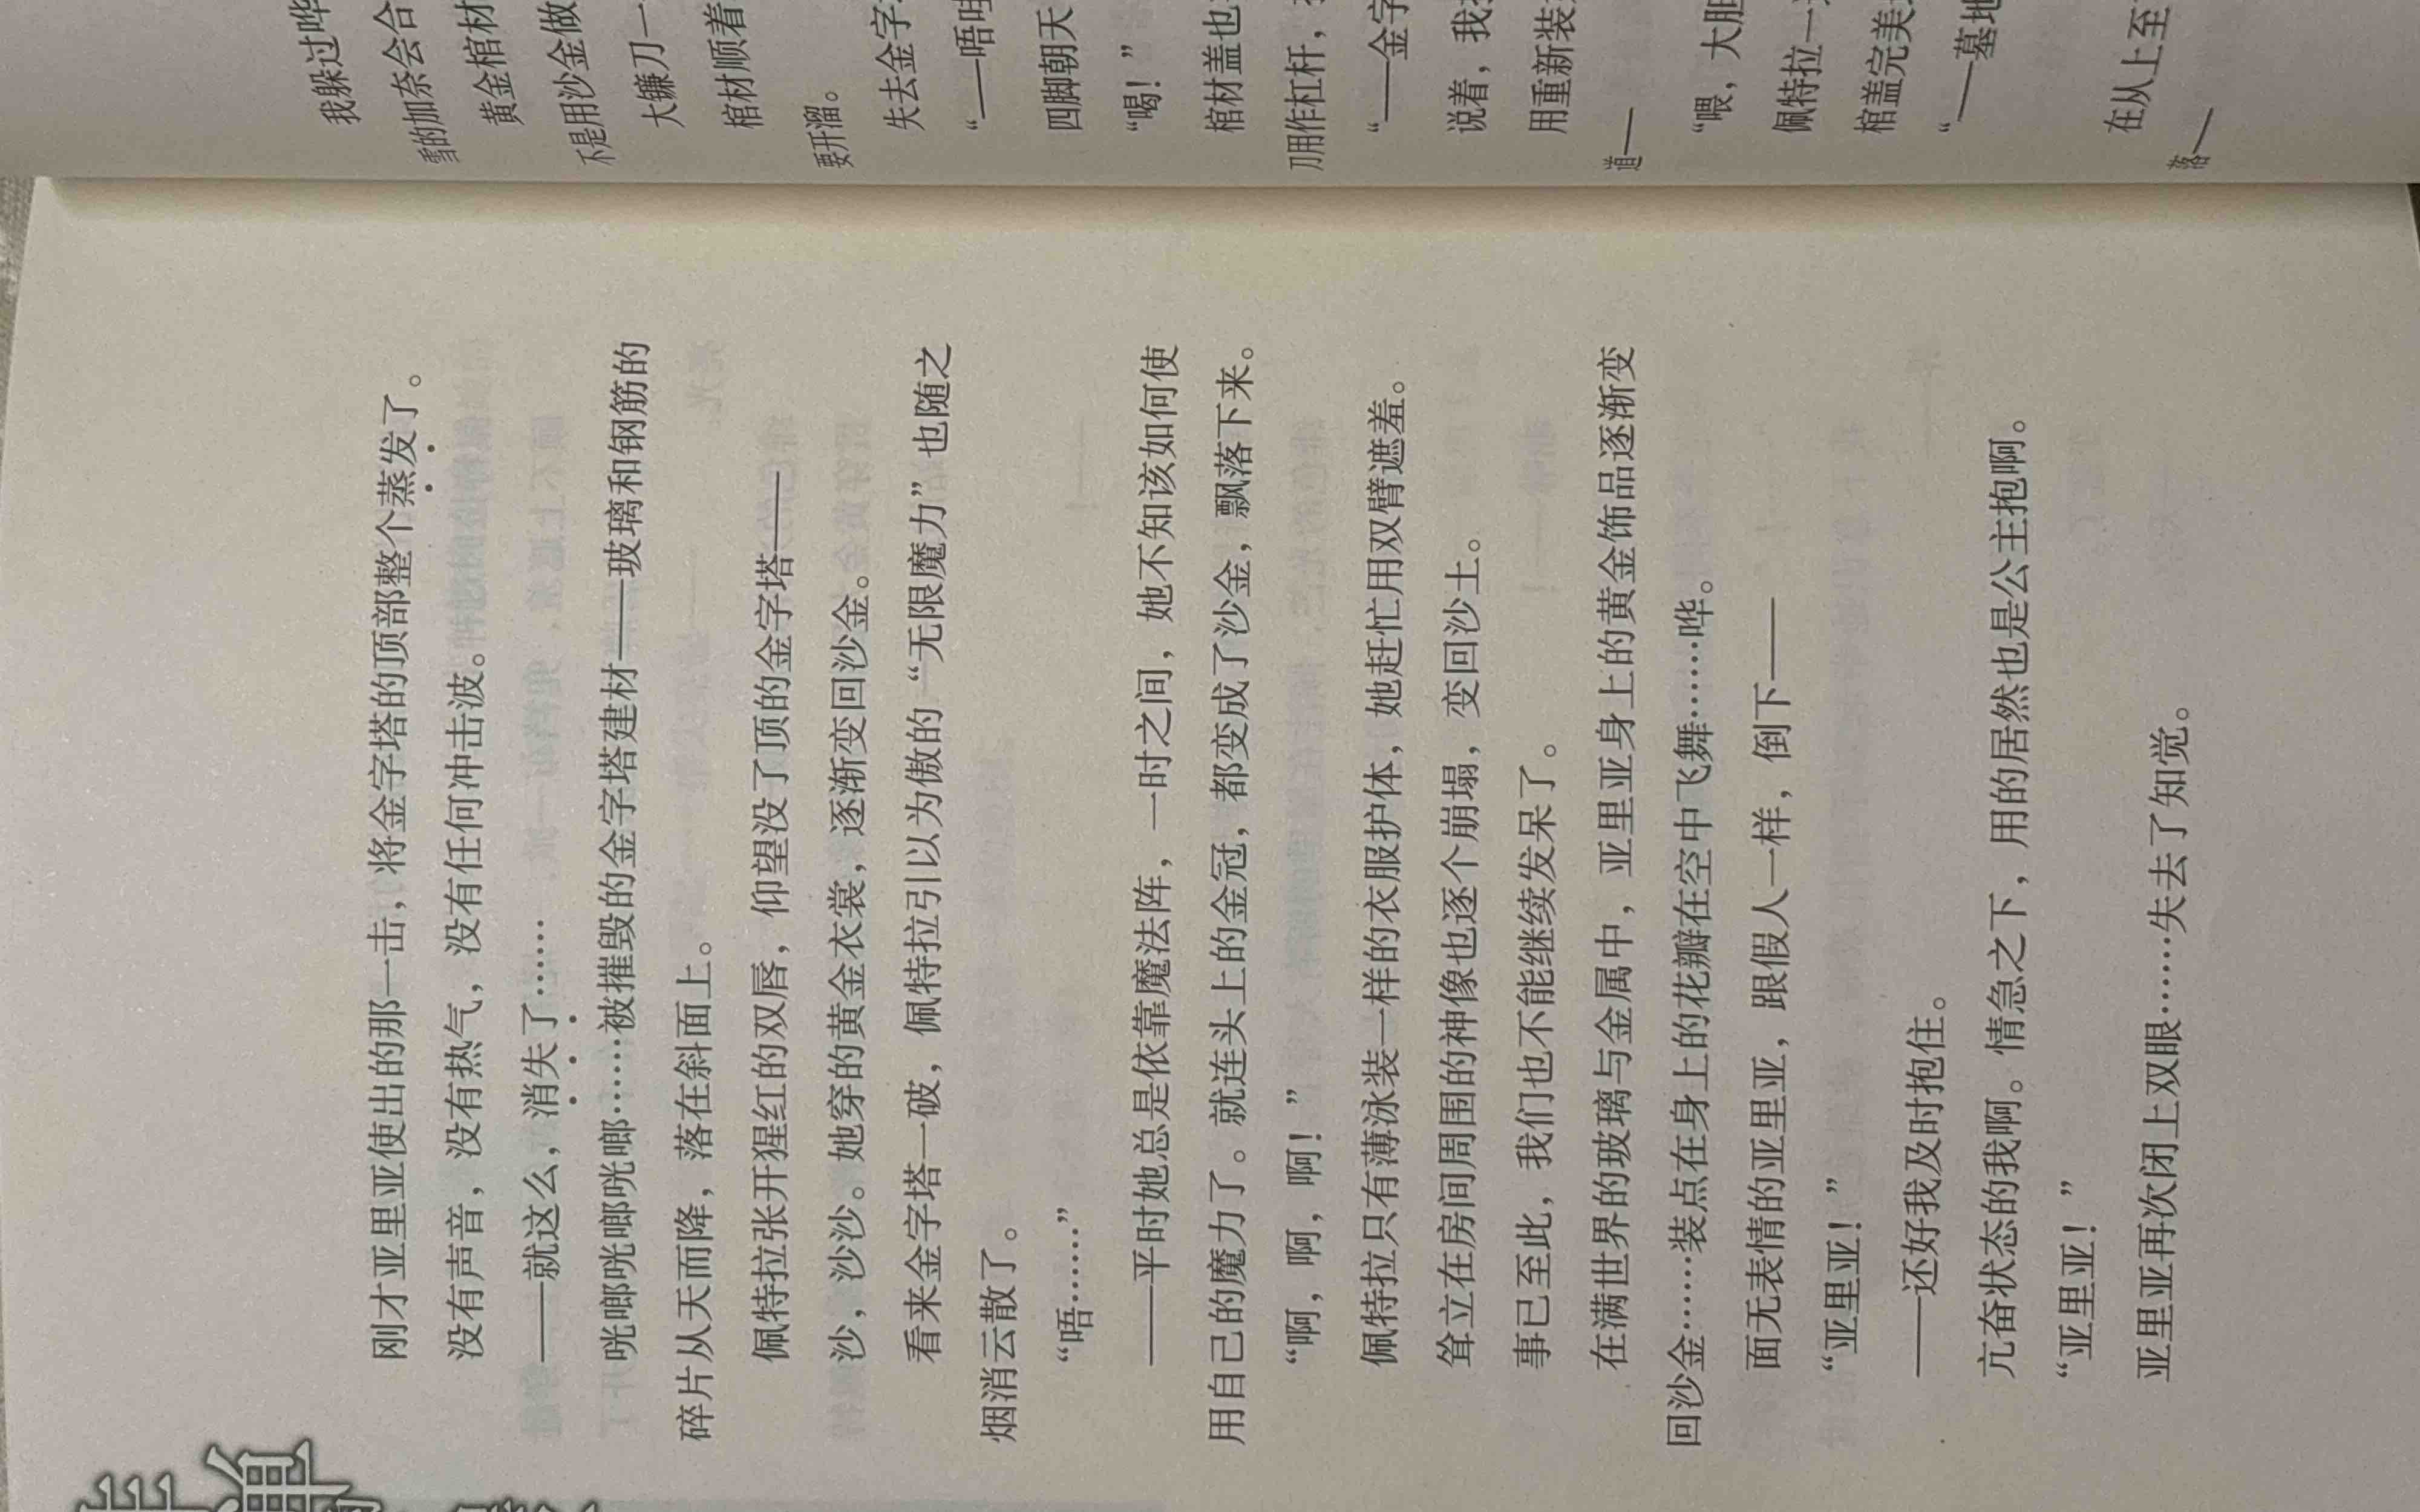 弹
刚才亚里亚使出的那一击，将金字塔的顶部整个蒸发了。
没有声音，没有热气，没有任何冲击波。
——就这么，消失了……
咣啷咣啷咣啷……被摧毁的金字塔建材——玻璃和钢筋的
碎片从天而降，落在斜面上。
佩特拉张开猩红的双唇，仰望没了顶的金字塔——
沙，沙沙。她穿的黄金衣裳，逐渐变回沙金。
看来金字塔一破，佩特拉引以为傲的“无限魔力”也随之
烟消云散了。
“唔……”
——平时她总是依靠魔法阵，一时之间，她不知该如何使
用自己的魔力了。就连头上的金冠，都变成了沙金，飘落下来。
“啊，啊，啊！”
佩特拉只有薄泳装一样的衣服护体，她赶忙用双臂遮羞。
耸立在房间周围的神像也逐个崩塌，变回沙土。
事已至此，我们也不能继续发呆了。
在满世界的玻璃与金属中，亚里亚身上的黄金饰品逐渐变
回沙金……装点在身上的花瓣在空中飞舞……哗。
面无表情的亚里亚，跟假人一样，倒下——
“亚里亚！”
——还好我及时抱住。
亢奋状态的我啊。情急之下，用的居然也是公主抱啊。
“亚里亚！”
亚里亚再次闭上双眼……失去了知觉。
我躲过哗
雪的加奈会合
黄金棺材
不是用沙金做
大镰刀一
棺材顺着
要开溜。
失去金字
“——唔哇
四脚朝天
“喝！”
棺材盖也
刀用作杠杆，
“——金字
说着，我
用重新装
道——
“喂，大胆
佩特拉一
棺盖完美
“——墓地
在从上至
落——